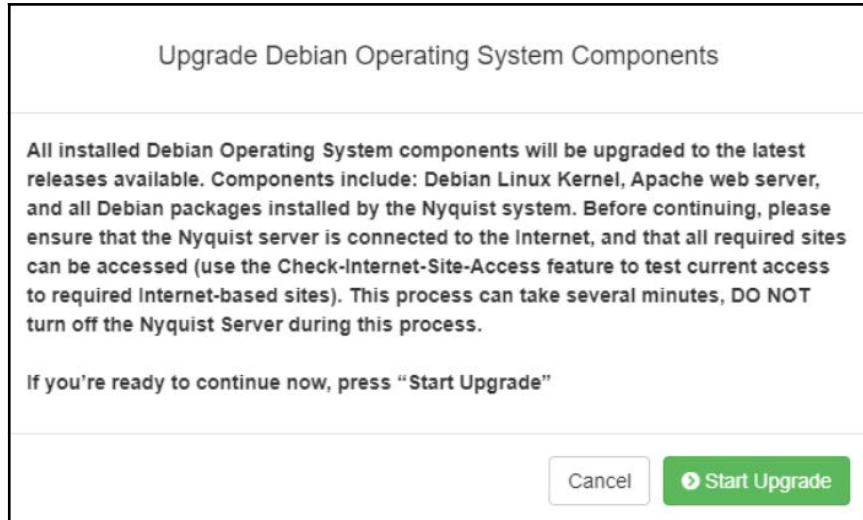 Upgrade Debian Operating System Components
All installed Debian Operating System components will be upgraded to the latest
releases available. Components include: Debian Linux Kernel, Apache web server,
and all Debian packages installed by the Nyquist system. Before continuing, please
ensure that the Nyquist server is connected to the Internet, and that all required sites
can be accessed (use the Check-Internet-Site-Access feature to test current access
to required Internet-based sites). This process can take several minutes, DO NOT
turn off the Nyquist Server during this process.
If you’re ready to continue now, press “Start Upgrade”
Cancel
Start Upgrade